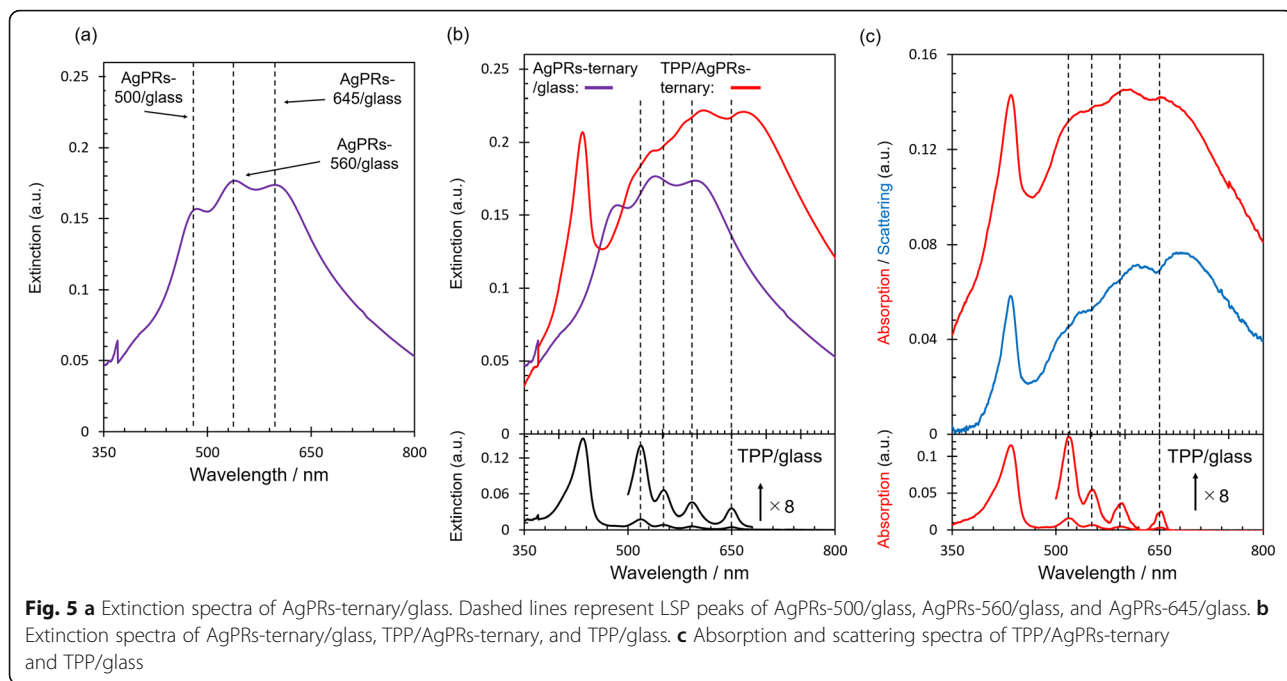 (a)
0.25
0.2
0.15
0.1
0.05
0
Extinction (a.u.)
AgPRs-
500/glass
AgPRs-
645/glass
AgPRs-
560/glass
350
500
650
800
Wavelength / nm
(b)
0.25
0.2
0.15
0.1
0.05
0
Extinction (a.u.)
AgPRs-ternary
/glass:
TPP/AgPRs-
ternary:
0.12
0.06
0
Extinction (a.u.)
TPP/glass
× 8
350
500
650
800
Wavelength / nm
(c)
0.16
0.12
0.08
0.04
0
Absorption / Scattering (a.u.)
0.1
0.05
0
Absorption (a.u.)
TPP/glass
× 8
350
500
650
800
Wavelength / nm
Fig. 5 a Extinction spectra of AgPRs-ternary/glass. Dashed lines represent LSP peaks of AgPRs-500/glass, AgPRs-560/glass, and AgPRs-645/glass. b
Extinction spectra of AgPRs-ternary/glass, TPP/AgPRs-ternary, and TPP/glass. c Absorption and scattering spectra of TPP/AgPRs-ternary
and TPP/glass